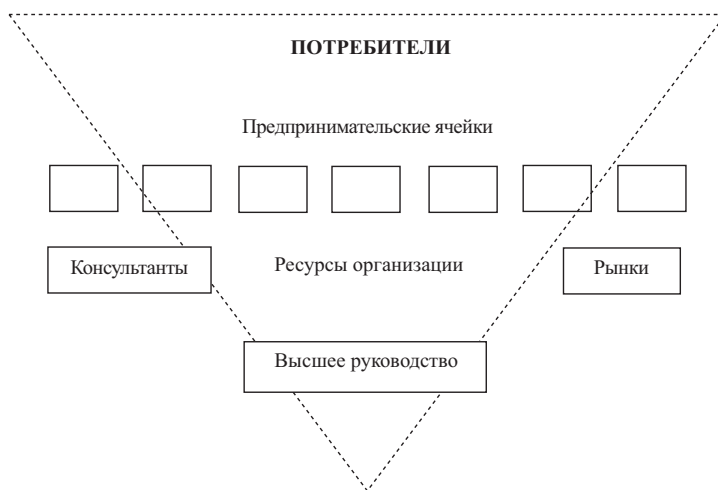 ПОТРЕБИТЕЛИ
Предпринимательские ячейки
Консультанты
Ресурсы организации
Рынки
Высшее руководство